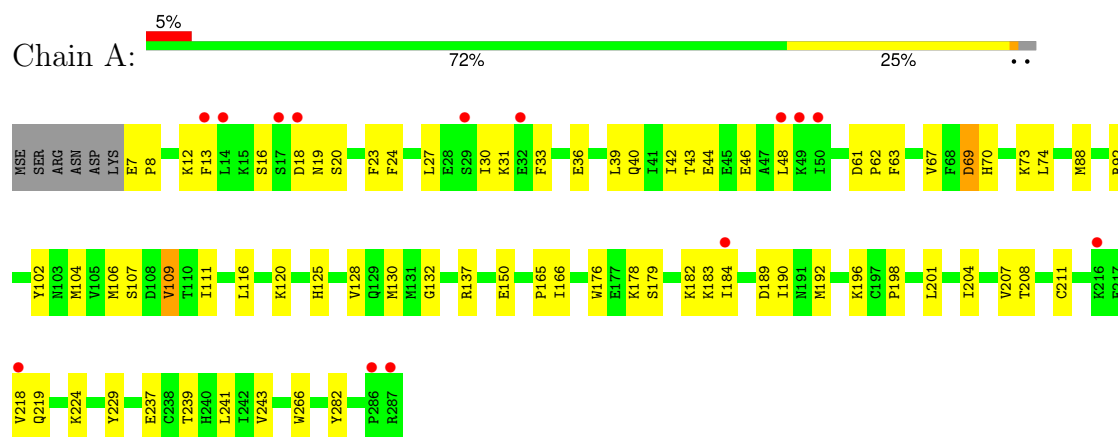 5%
Chain A:
72% 25% • •
MSE SER ARG ASN ASP LYS E7 P8 K12 F13 L14 K15 S16 S17 D18 N19 S20 F23 F24 L27 E28 S29 I30 K31 E32 F33 E36 L39 Q40 I41 I42 T43 E44 E45 E46 A47 L48 K49 I50 D61 P62 F63 V67 F68 D69 H70 K73 L74 M88
Y102 N103 M104 V105 M106 S107 D108 V109 T110 I111 L116 K120 H125 V128 Q129 M130 M131 G132 R137 E150 P165 I166 W176 E177 K178 S179 K182 K183 I184 D189 I190 N191 M192 K196 C197 P198 L201 I204 V207 T208 C211 K216
V218 Q219 K224 Y229 E237 C238 T239 H240 L241 I242 V243 W266 Y282 P286 R287